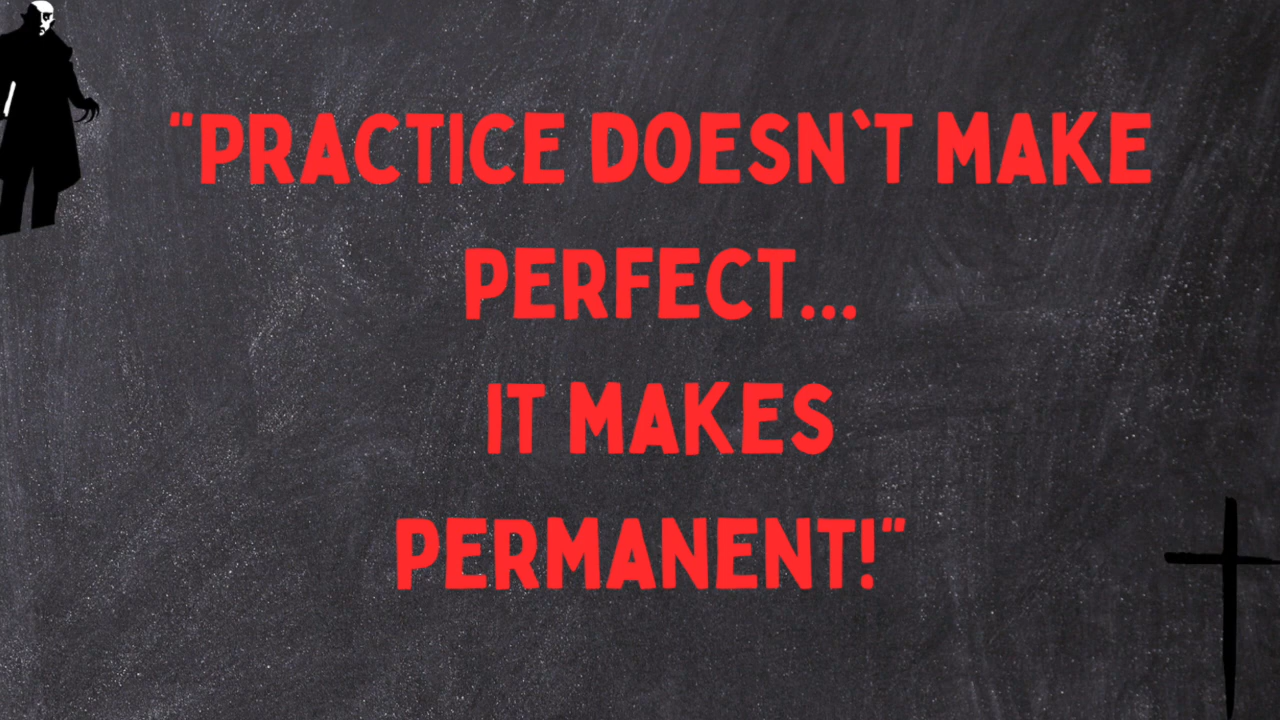 "PRACTICE DOESN`T MAKE
PERFECT...
IT MAKES
PERMANENT!"